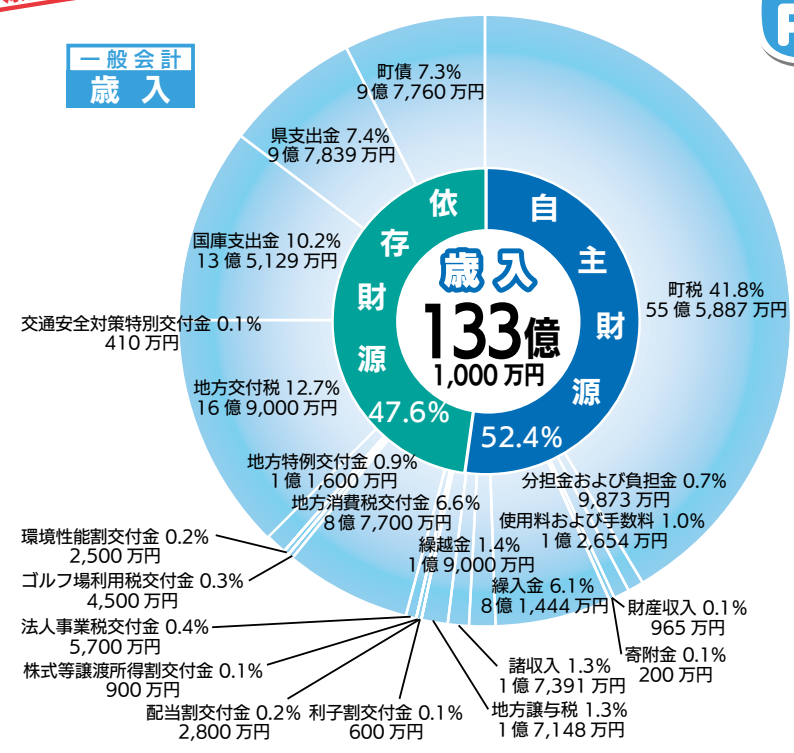 一般会計
歳入
歳入
133億
1,000万円
自主財源
52.4%
依存財源
47.6%
町税 41.8%
55億5,887万円
分担金および負担金 0.7%
9,873万円
使用料および手数料 1.0%
1億2,654万円
財産収入 0.1%
965万円
寄附金 0.1%
200万円
繰入金 6.1%
8億1,444万円
繰越金 1.4%
1億9,000万円
諸収入 1.3%
1億7,391万円
地方譲与税 1.3%
1億7,148万円
利子割交付金 0.1%
600万円
配当割交付金 0.2%
2,800万円
株式等譲渡所得割交付金 0.1%
900万円
法人事業税交付金 0.4%
5,700万円
地方消費税交付金 6.6%
8億7,700万円
ゴルフ場利用税交付金 0.3%
4,500万円
環境性能割交付金 0.2%
2,500万円
地方特例交付金 0.9%
1億1,600万円
地方交付税 12.7%
16億9,000万円
交通安全対策特別交付金 0.1%
410万円
国庫支出金 10.2%
13億5,129万円
県支出金 7.4%
9億7,839万円
町債 7.3%
9億7,760万円